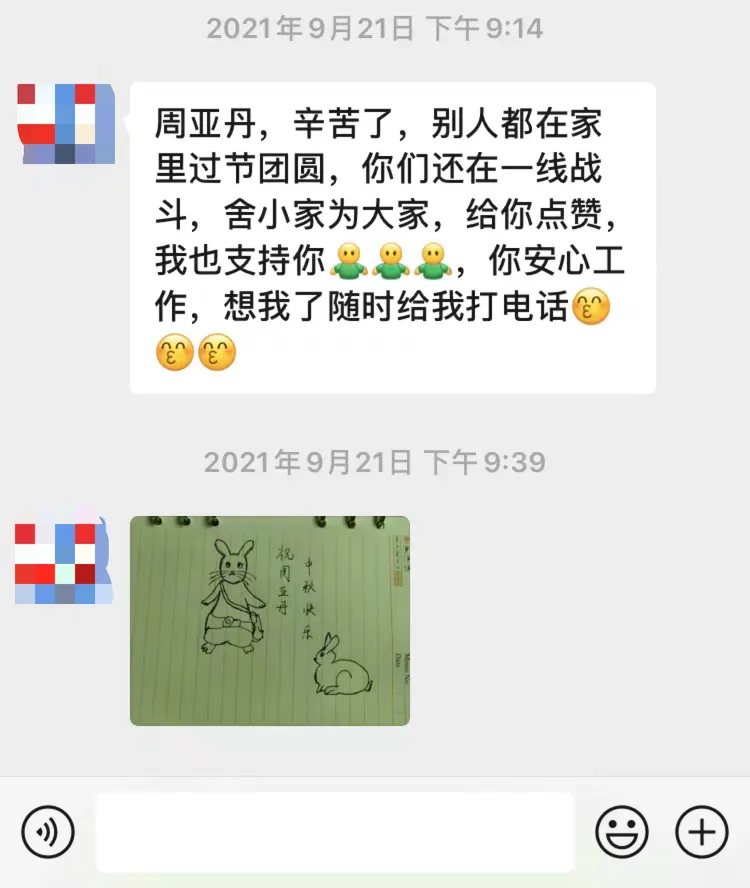 2021年9月21日 下午9:14
周亚丹，辛苦了，别人都在家
里过节团圆，你们还在一线战
斗，舍小家为大家，给你点赞，
我也支持你，你安心工
作，想我了随时给我打电话
2021年9月21日 下午9:39
祝周亚丹
中秋快乐
Memo No
Date